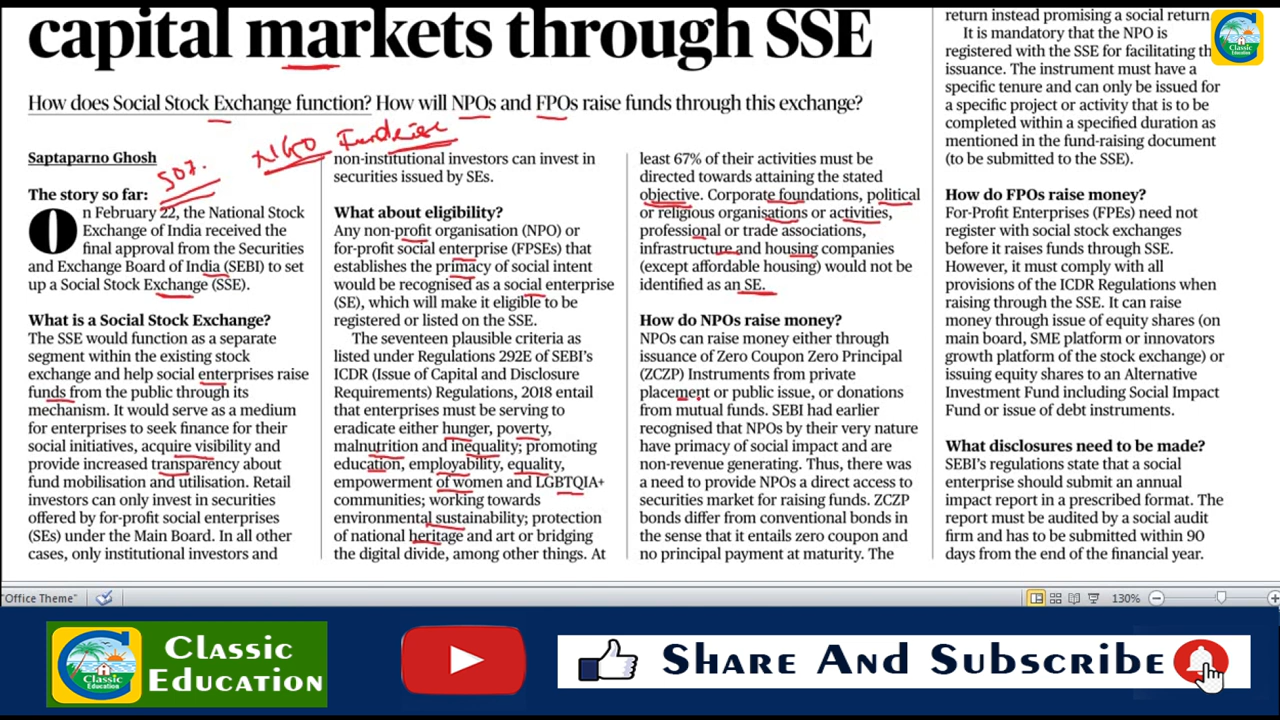 capital markets through SSE
How does Social Stock Exchange function? How will NPOs and FPOs raise funds through this exchange?
Saptaparno Ghosh
507.
NGO Fundraise
The story so far:
On February 22, the National Stock
Exchange of India received the
final approval from the Securities
and Exchange Board of India (SEBI) to set
up a Social Stock Exchange (SSE).
What is a Social Stock Exchange?
The SSE would function as a separate
segment within the existing stock
exchange and help social enterprises raise
funds from the public through its
mechanism. It would serve as a medium
for enterprises to seek finance for their
social initiatives, acquire visibility and
provide increased transparency about
fund mobilisation and utilisation. Retail
investors can only invest in securities
offered by for-profit social enterprises
(SEs) under the Main Board. In all other
cases, only institutional investors and
non-institutional investors can invest in
securities issued by SEs.
What about eligibility?
Any non-profit organisation (NPO) or
for-profit social enterprise (FPSEs) that
establishes the primacy of social intent
would be recognised as a social enterprise
(SE), which will make it eligible to be
registered or listed on the SSE.
The seventeen plausible criteria as
listed under Regulations 292E of SEBI's
ICDR (Issue of Capital and Disclosure
Requirements) Regulations, 2018 entail
that enterprises must be serving to
eradicate either hunger, poverty,
malnutrition and inequality; promoting
education, employability, equality,
empowerment of women and LGBTQIA+
communities; working towards
environmental sustainability; protection
of national heritage and art or bridging
the digital divide, among other things. At
least 67% of their activities must be
directed towards attaining the stated
objective. Corporate foundations, political
or religious organisations or activities,
professional or trade associations,
infrastructure and housing companies
(except affordable housing) would not be
identified as an SE.
How do NPOs raise money?
NPOs can raise money either through
issuance of Zero Coupon Zero Principal
(ZCZP) Instruments from private
placement or public issue, or donations
from mutual funds. SEBI had earlier
recognised that NPOs by their very nature
have primacy of social impact and are
non-revenue generating. Thus, there was
a need to provide NPOs a direct access to
securities market for raising funds. ZCZP
bonds differ from conventional bonds in
the sense that it entails zero coupon and
no principal payment at maturity. The
return instead promising a social return
It is mandatory that the NPO is
registered with the SSE for facilitating
issuance. The instrument must have a
specific tenure and can only be issued for
a specific project or activity that is to be
completed within a specified duration as
mentioned in the fund-raising document
(to be submitted to the SSE).
How do FPOs raise money?
For-Profit Enterprises (FPEs) need not
register with social stock exchanges
before it raises funds through SSE.
However, it must comply with all
provisions of the ICDR Regulations when
raising through the SSE. It can raise
money through issue of equity shares (on
main board, SME platform or innovators
growth platform of the stock exchange) or
issuing equity shares to an Alternative
Investment Fund including Social Impact
Fund or issue of debt instruments.
What disclosures need to be made?
SEBI's regulations state that a social
enterprise should submit an annual
impact report in a prescribed format. The
report must be audited by a social audit
firm and has to be submitted within 90
days from the end of the financial year.
Classic
Education
"Office Theme"
130%
Classic
Education
Classic
Education
Share And Subscribe